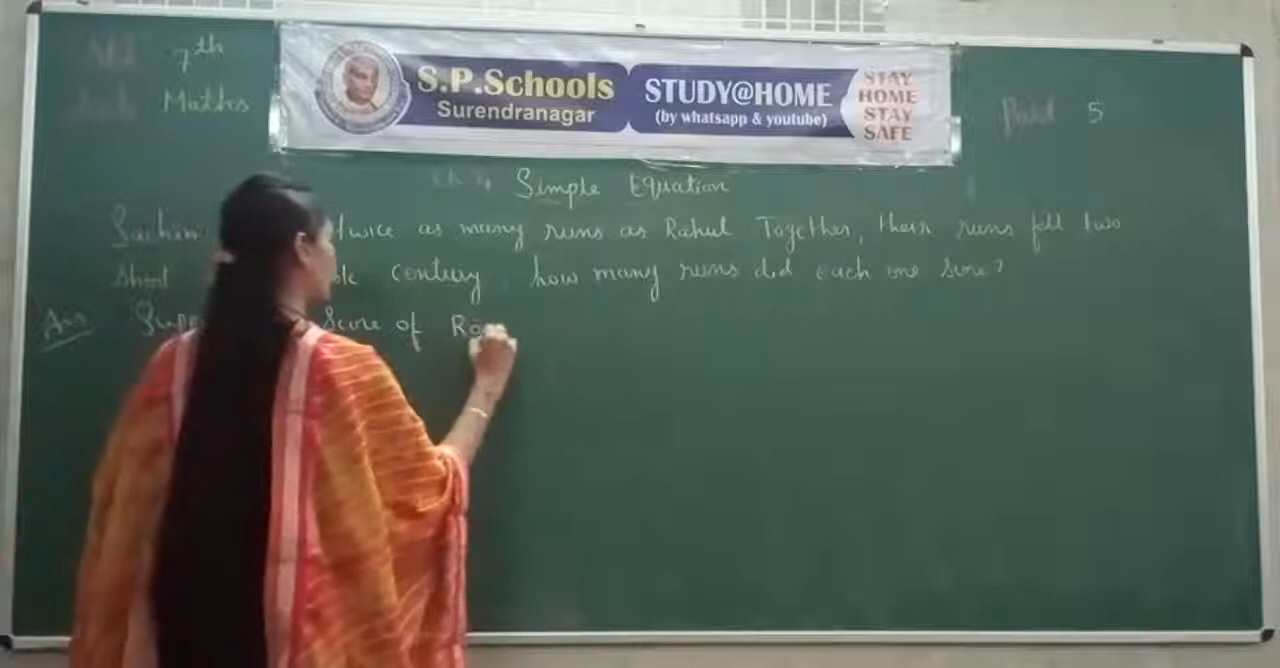 7th
Maths
S.P.Schools
Surendranagar
STUDY@HOME
(by whatsapp & youtube)
STAY
HOME
STAY
SAFE
5
Simple Equation
Sachin twice as many runs as Rahul Together, their runs fell two
short century how many runs did each one
Ans Score of Ra